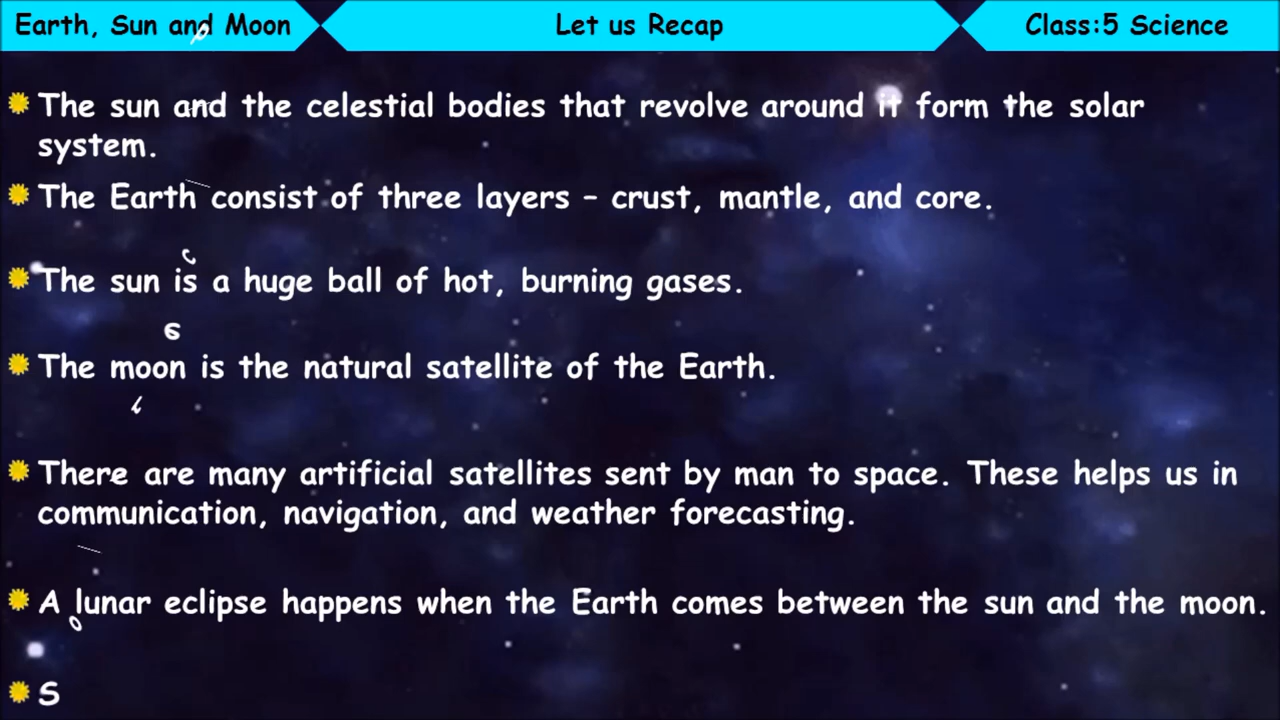 Earth, Sun and Moon
Let us Recap
Class:5 Science
The sun and the celestial bodies that revolve around it form the solar
system.
The Earth consist of three layers – crust, mantle, and core.
The sun is a huge ball of hot, burning gases.
The moon is the natural satellite of the Earth.
There are many artificial satellites sent by man to space. These helps us in
communication, navigation, and weather forecasting.
A lunar eclipse happens when the Earth comes between the sun and the moon.
S